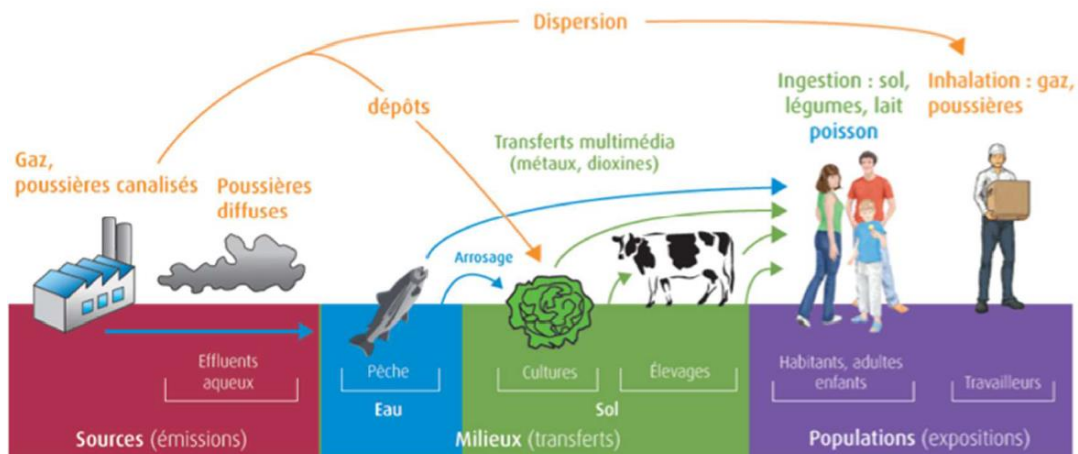 Dispersion
dépôts
Gaz,
poussières canalisés
Poussières
diffuses
Transferts multimédia
(métaux, dioxines)
Ingestion : sol,
légumes, lait
poisson
Inhalation : gaz,
poussières
Arrosage
Effluents
aqueux
Pêche
Cultures
Élevages
Habitants, adultes
enfants
Travailleurs
Eau
Sol
Sources (émissions)
Milieux (transferts)
Populations (expositions)